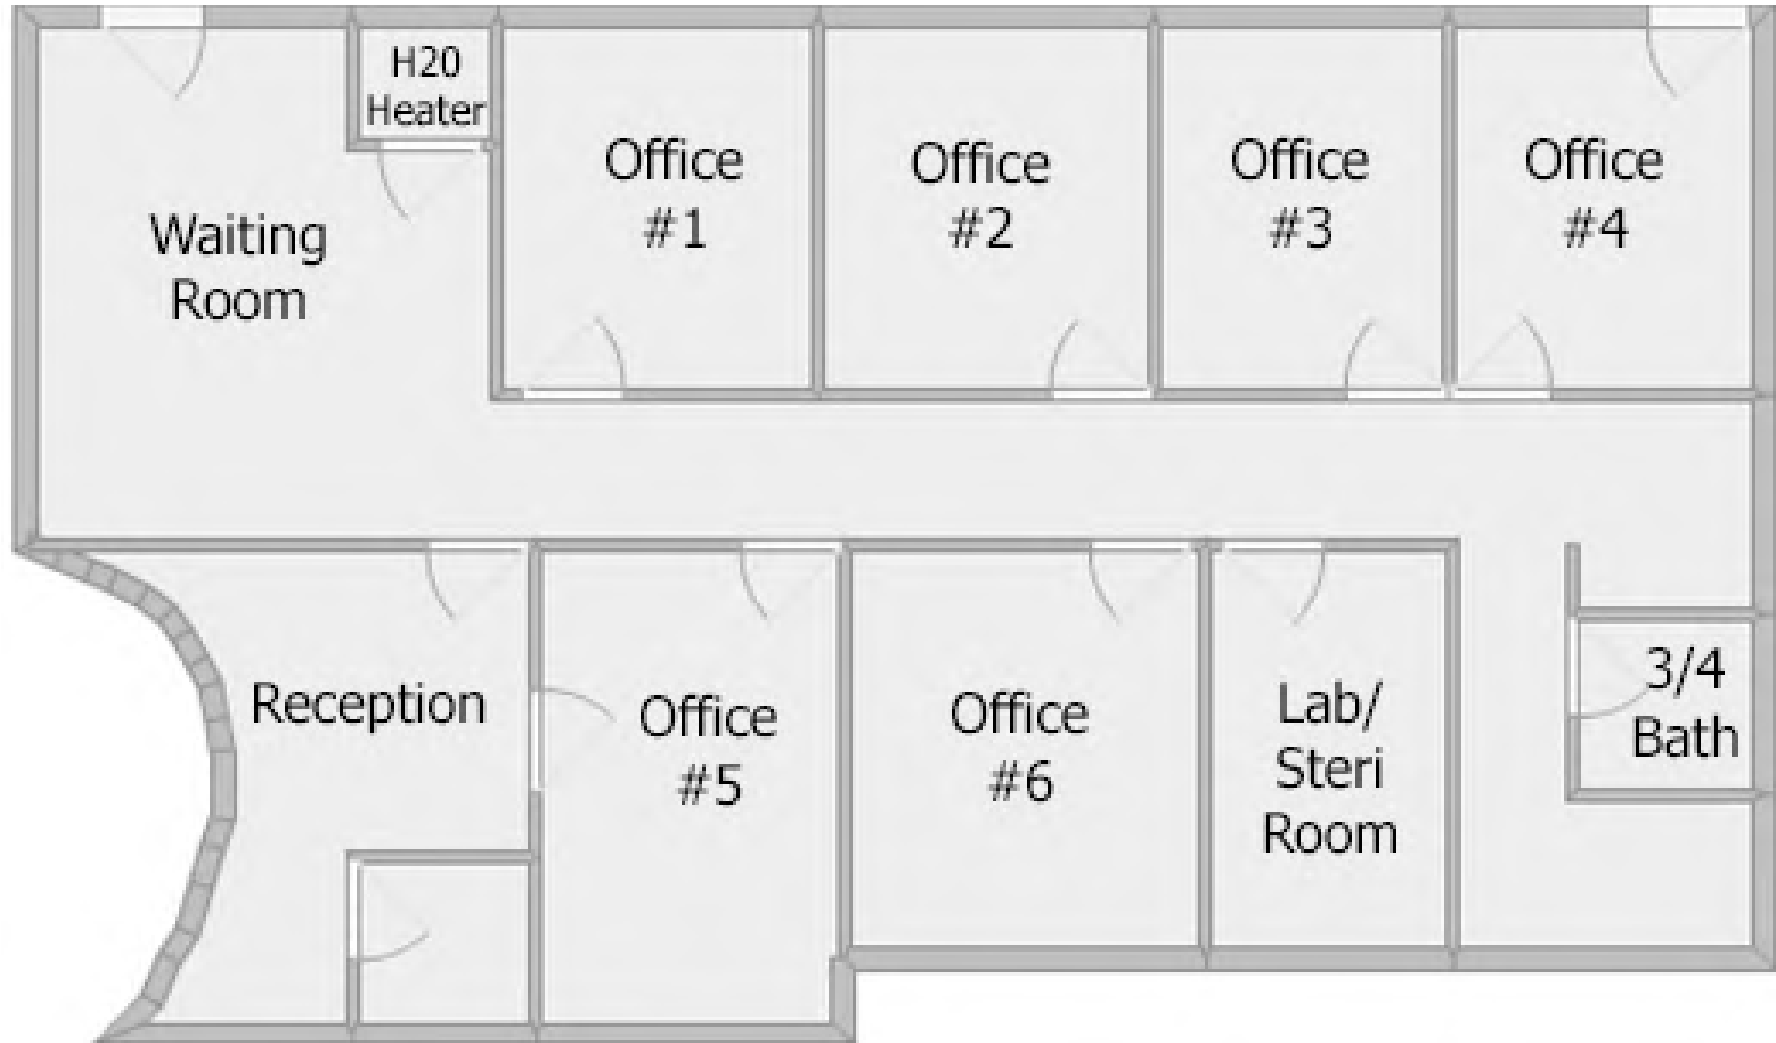 H20
Heater
Waiting
Room
Office
#1
Office
#2
Office
#3
Office
#4
Reception
Office
#5
Office
#6
Lab/
Steri
Room
3/4
Bath